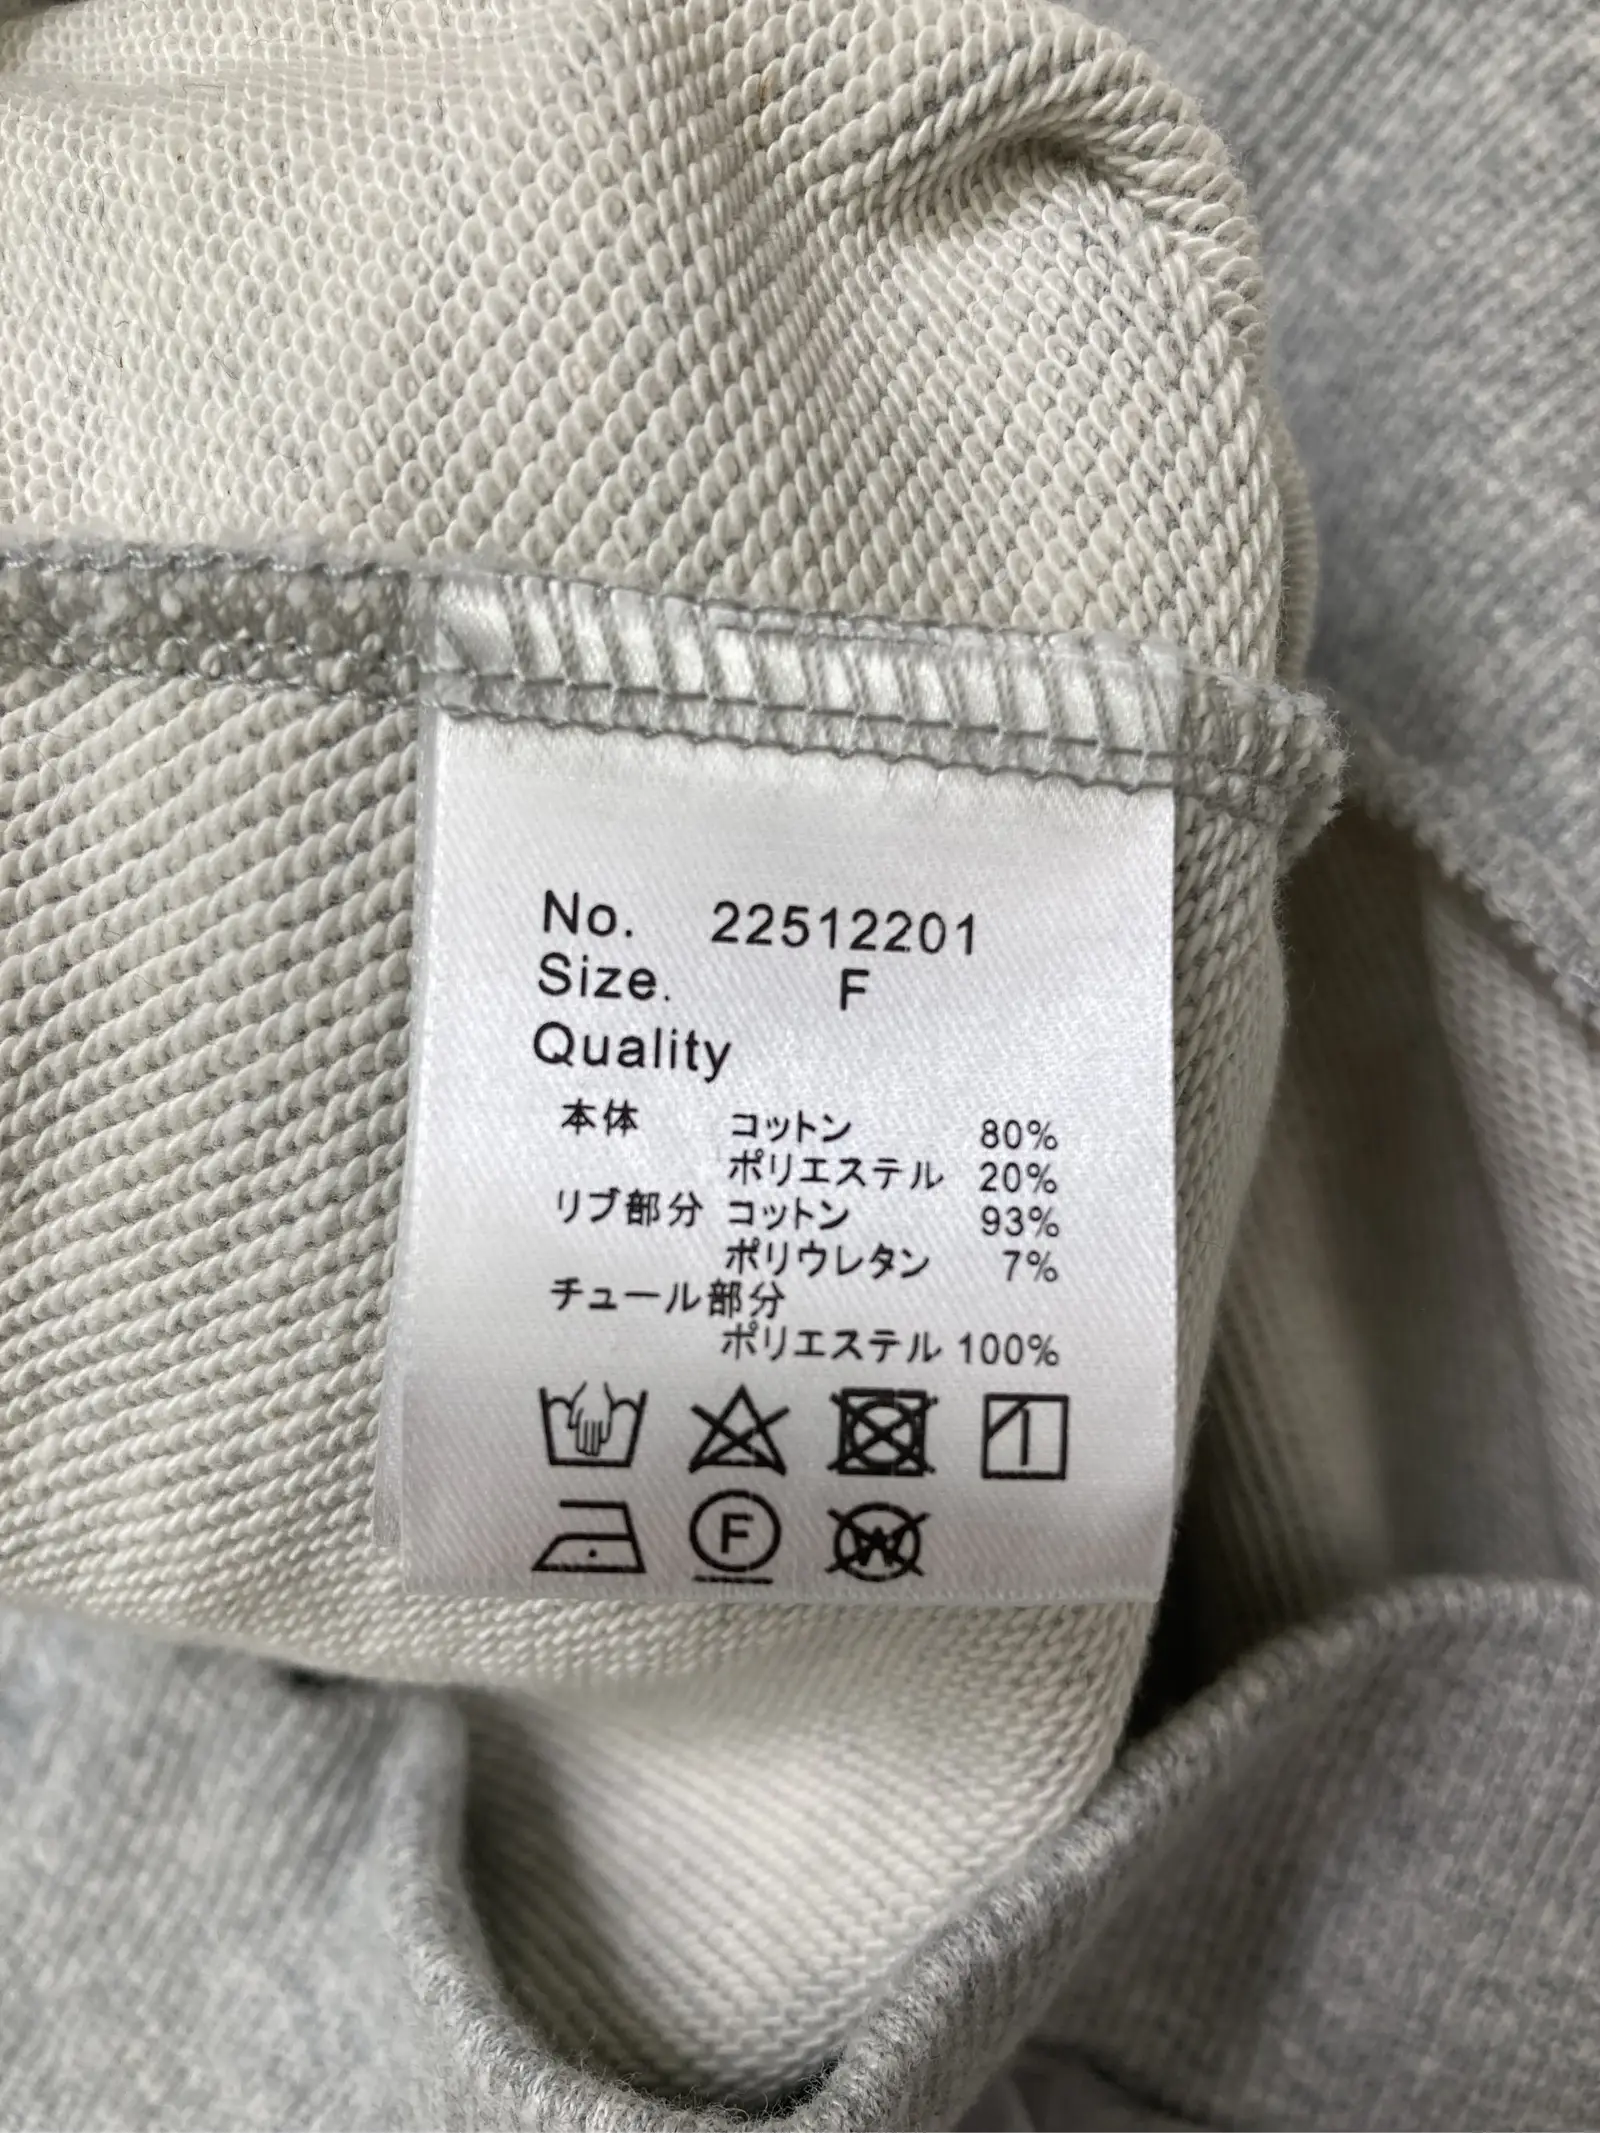 No. 22512201
Size. F
Quality
本体 コットン 80%
ポリエステル 20%
リブ部分 コットン 93%
ポリウレタン 7%
チュール部分
ポリエステル 100%
F W